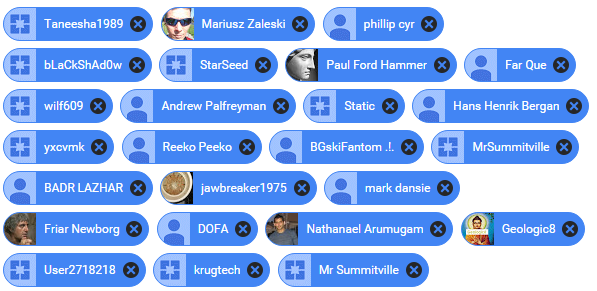 Taneesha1989 Mariusz Zaleski phillip cyr
bLaCkShAd0w StarSeed Paul Ford Hammer Far Que
wilf609 Andrew Palfreyman Static Hans Henrik Bergan
yxcvmk Reeko Peeko BGskiFantom .!. MrSummitville
BADR LAZHAR jawbreaker1975 mark dansie
Friar Newborg DOFA Nathanael Arumugam Geologic8
User2718218 krugtech Mr Summitville